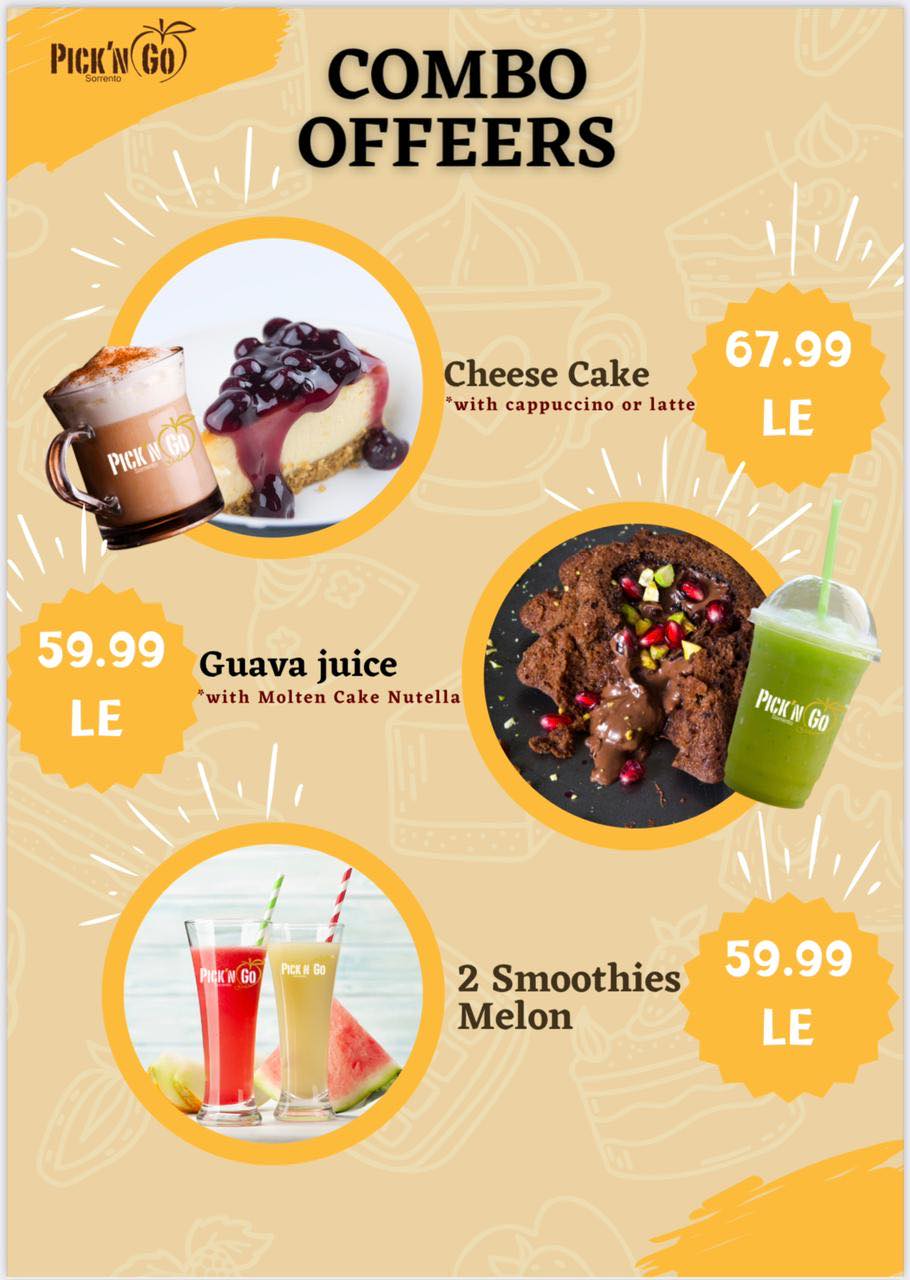 PICK'N GO
Sorrento
COMBO
OFFEERS
67.99
LE
Cheese Cake
*with cappuccino or latte
PICK'N GO
59.99
LE
Guava juice
*with Molten Cake Nutella
PICK'N GO
Sorrento
PICK'N GO
PICK'N GO
2 Smoothies
Melon
59.99
LE